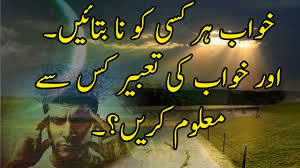 خواب ہر کسی کو نا بتائیں۔
اور خواب کی تعبیر کس سے
معلوم کریں؟۔